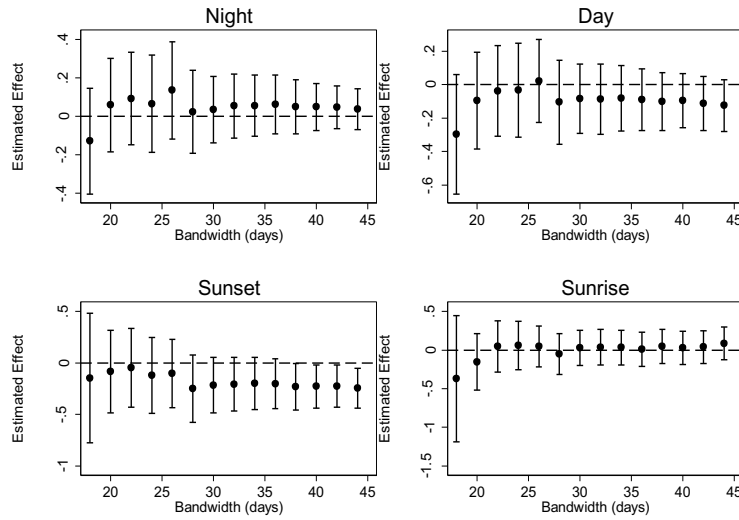 Night
Estimated Effect
.4
.2
0
-.2
-.4
20 25 30 35 40 45
Bandwidth (days)
Day
Estimated Effect
.2
0
-.2
-.4
-.6
20 25 30 35 40 45
Bandwidth (days)
Sunset
Estimated Effect
.5
0
-.5
-1
20 25 30 35 40 45
Bandwidth (days)
Sunrise
Estimated Effect
.5
0
-.5
-1
-1.5
20 25 30 35 40 45
Bandwidth (days)